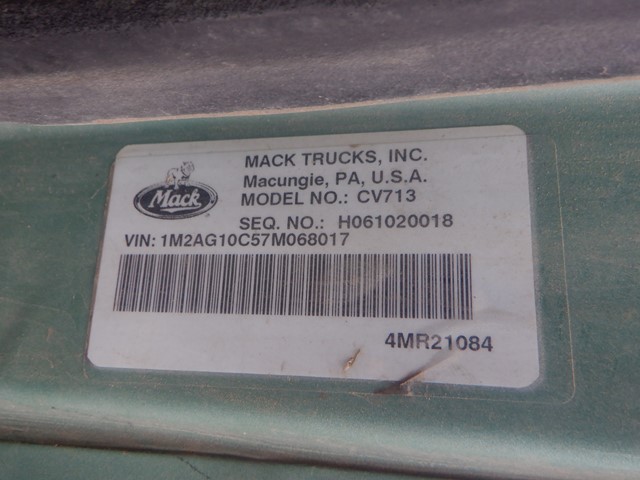 Mack
MACK TRUCKS, INC.
Macungie, PA, U.S.A.
MODEL NO.: CV713
SEQ. NO.: H061020018
VIN: 1M2AG10C57M068017
4MR21084